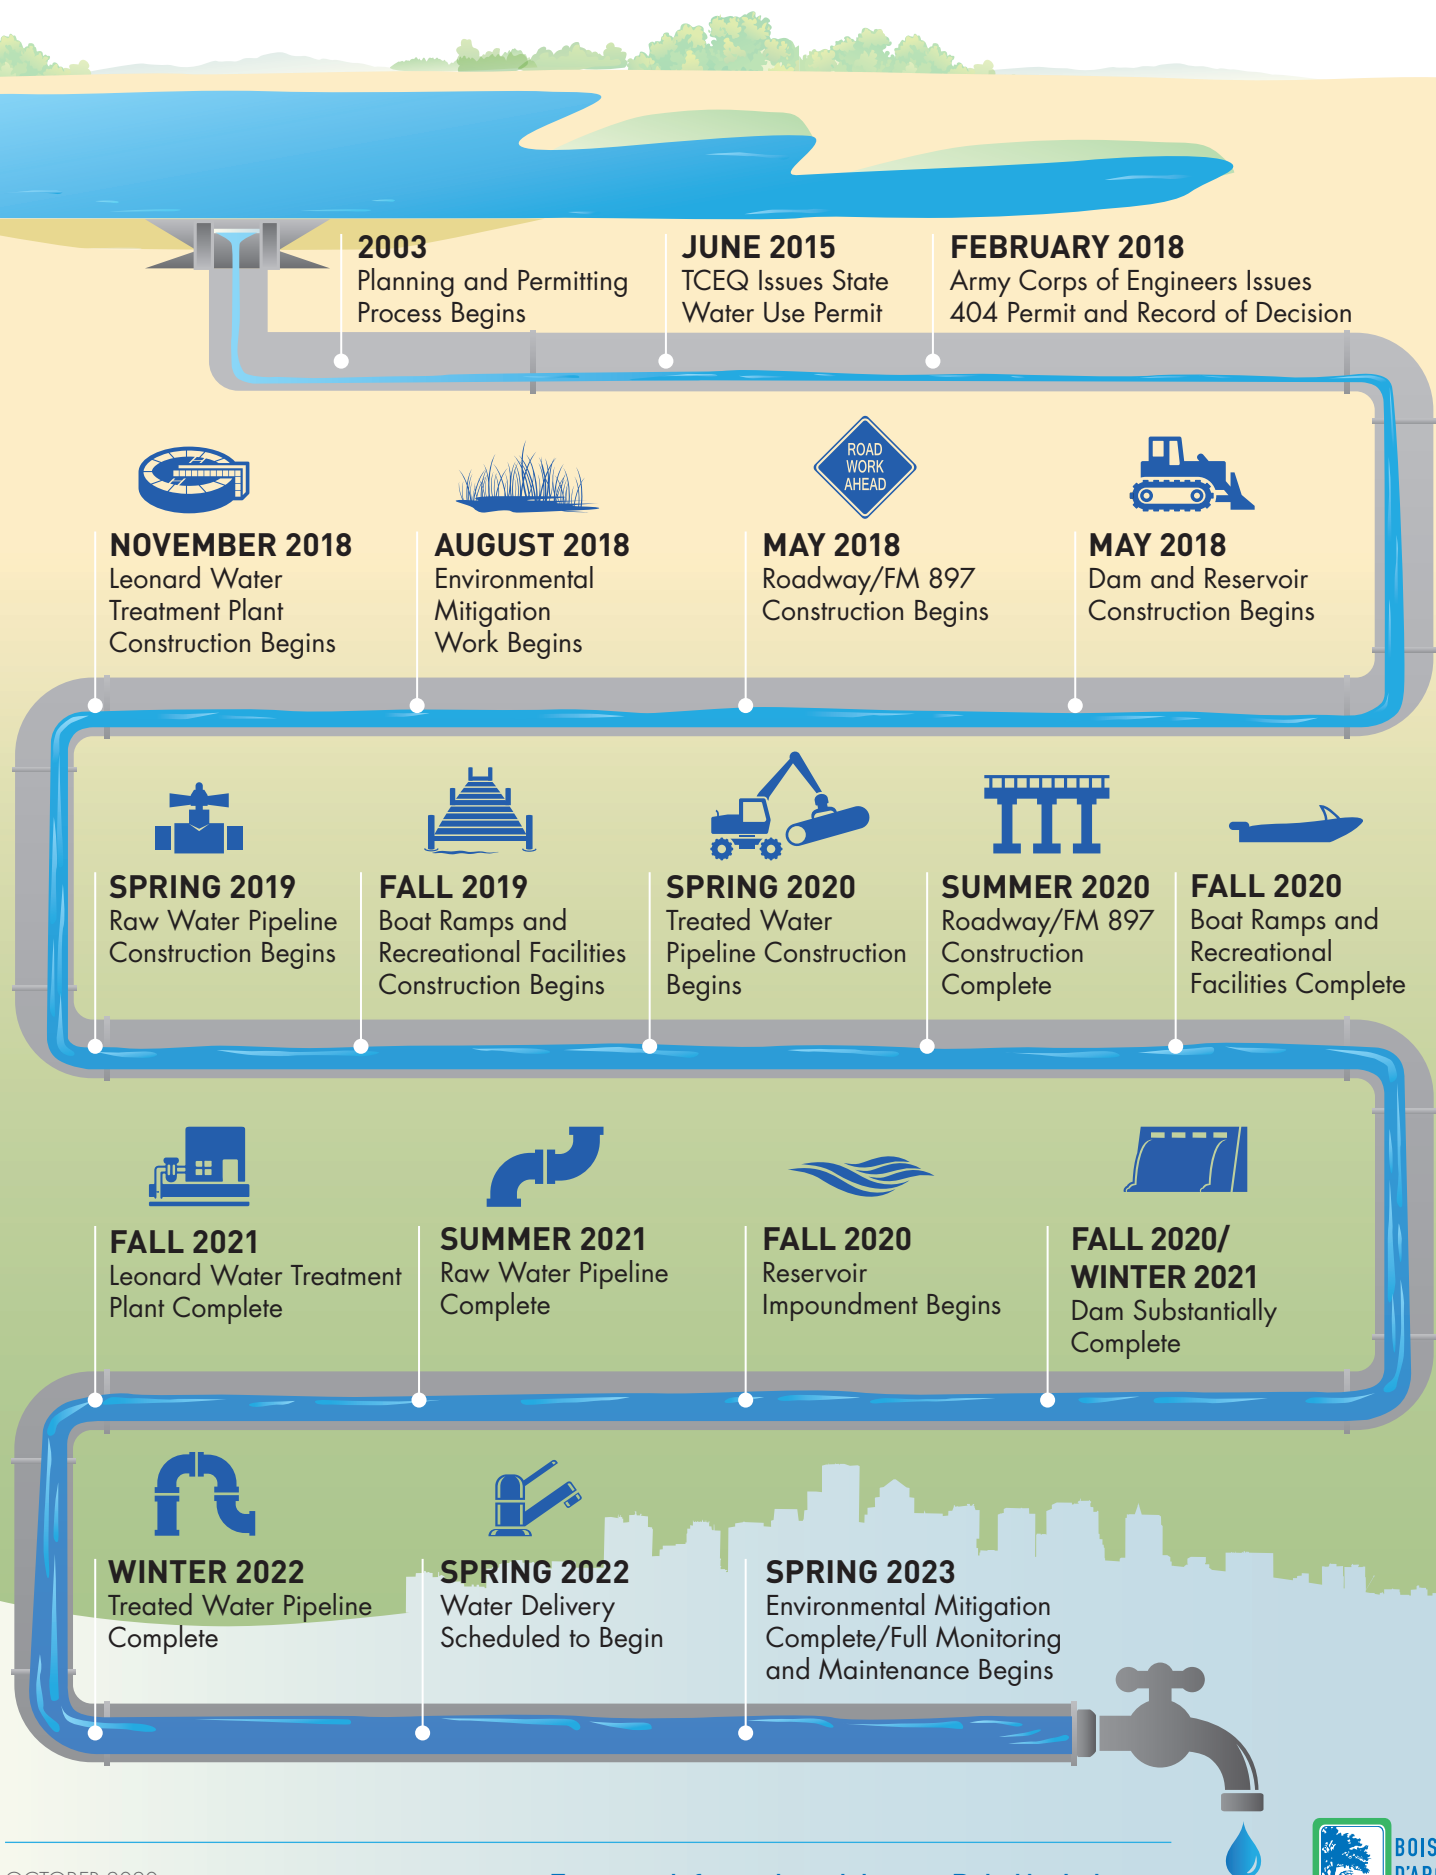 2003
Planning and Permitting
Process Begins
JUNE 2015
TCEQ Issues State
Water Use Permit
FEBRUARY 2018
Army Corps of Engineers Issues
404 Permit and Record of Decision
NOVEMBER 2018
Leonard Water
Treatment Plant
Construction Begins
AUGUST 2018
Environmental
Mitigation
Work Begins
ROAD
WORK
AHEAD
MAY 2018
Roadway/FM 897
Construction Begins
MAY 2018
Dam and Reservoir
Construction Begins
SPRING 2019
Raw Water Pipeline
Construction Begins
FALL 2019
Boat Ramps and
Recreational Facilities
Construction Begins
SPRING 2020
Treated Water
Pipeline Construction
Begins
SUMMER 2020
Roadway/FM 897
Construction
Complete
FALL 2020
Boat Ramps and
Recreational
Facilities Complete
FALL 2021
Leonard Water Treatment
Plant Complete
SUMMER 2021
Raw Water Pipeline
Complete
FALL 2020
Reservoir
Impoundment Begins
FALL 2020/
WINTER 2021
Dam Substantially
Complete
WINTER 2022
Treated Water Pipeline
Complete
SPRING 2022
Water Delivery
Scheduled to Begin
SPRING 2023
Environmental Mitigation
Complete/Full Monitoring
and Maintenance Begins
BOIS